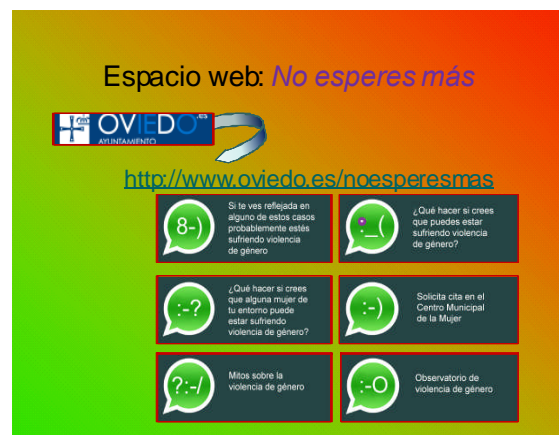 Espacio web: No esperes más
OVIEDO.es
AYUNTAMIENTO
http://www.oviedo.es/noesperesmas
8-)
Si te ves reflejada en
alguno de estos casos
probablemente estés
sufriendo violencia
de género
:_(
¿Qué hacer si crees
que puedes estar
sufriendo violencia
de género?
:-?
¿Qué hacer si crees
que alguna mujer de
tu entorno puede
estar sufriendo
violencia de género?
:-)
Solicita cita en el
Centro Municipal
de la Mujer
?:-/
Mitos sobre la
violencia de género
:-O
Observatorio de
violencia de género